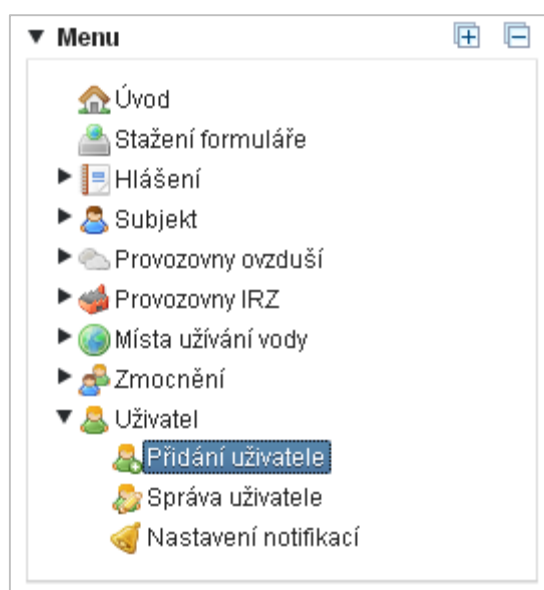 Menu
Úvod
Stažení formuláře
Hlášení
Subjekt
Provozovny ovzduší
Provozovny IRZ
Místa užívání vody
Zmocnění
Uživatel
Přidání uživatele
Správa uživatele
Nastavení notifikací